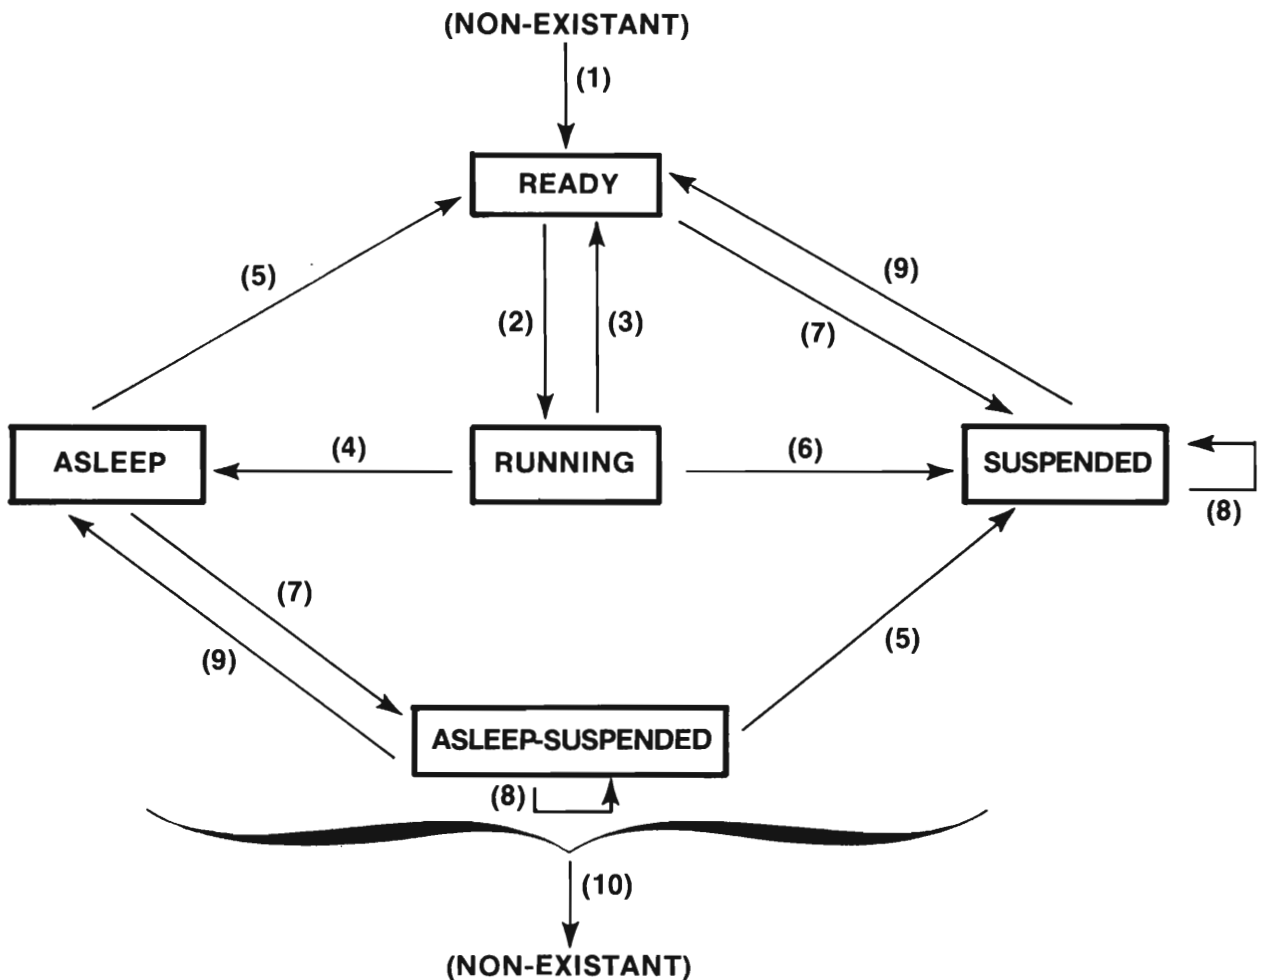 (NON-EXISTANT)
(1)
READY
(5)
(9)
(2)
(3)
(7)
ASLEEP
(4)
RUNNING
(6)
SUSPENDED
(8)
(7)
(9)
(5)
ASLEEP-SUSPENDED
(8)
(10)
(NON-EXISTANT)